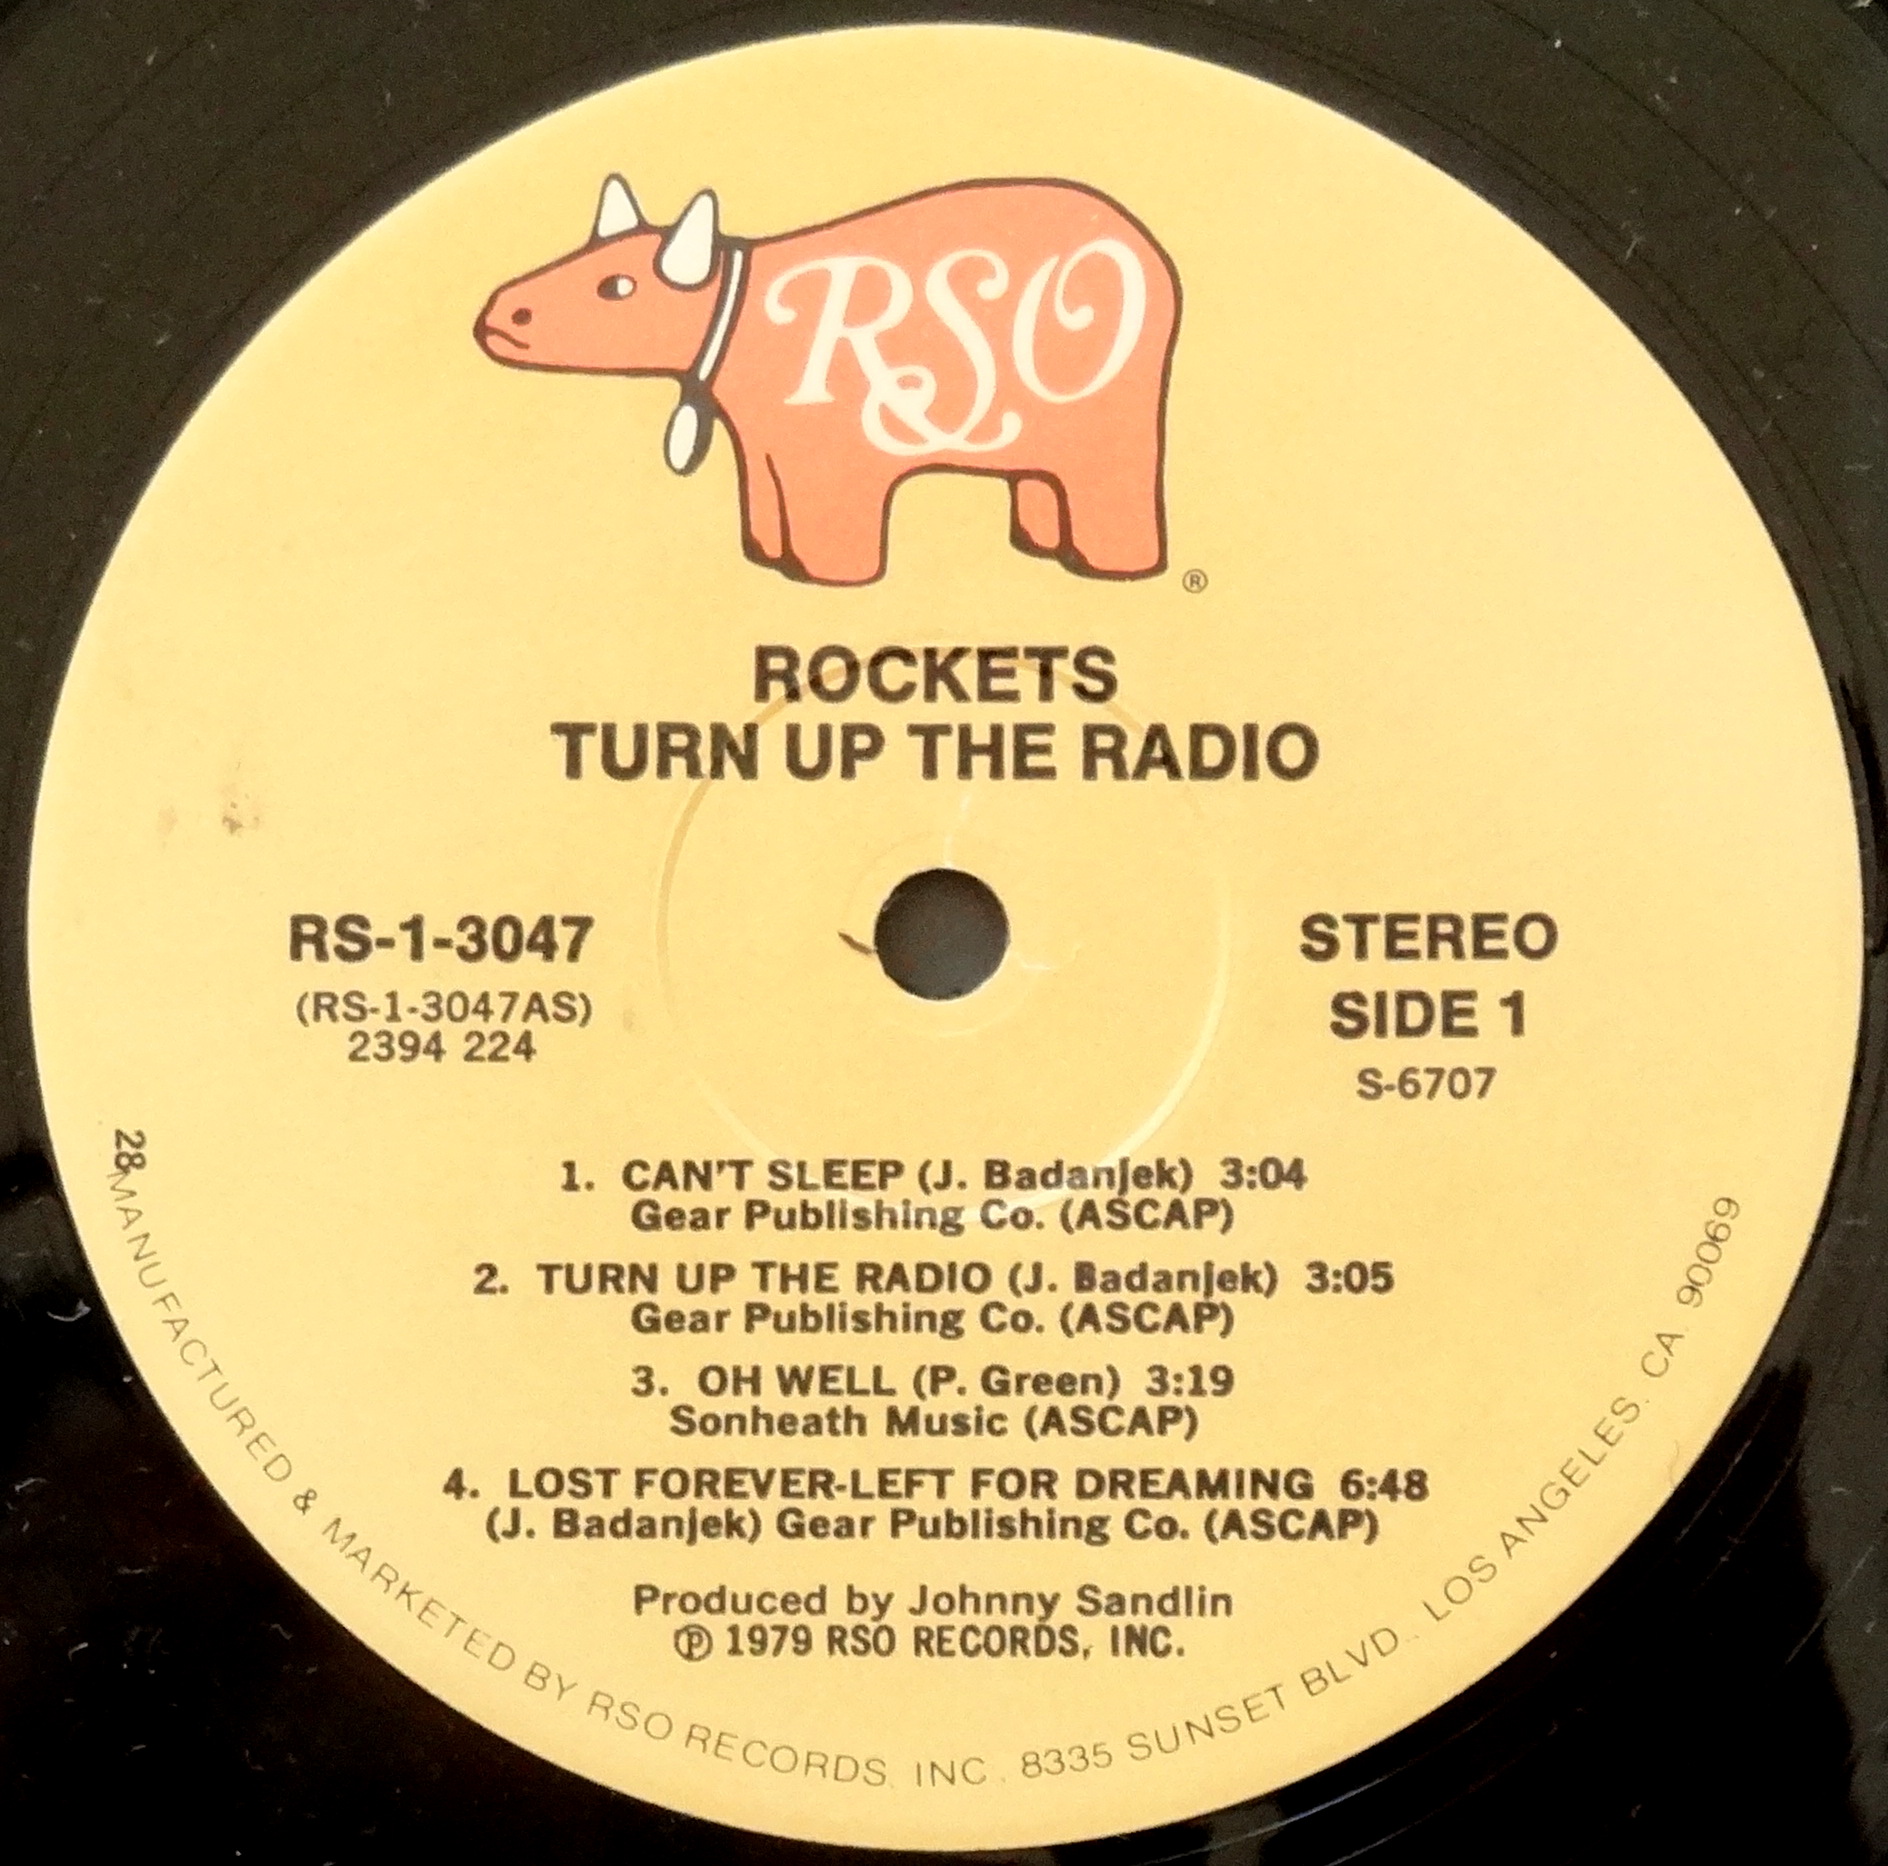 RSO
®
ROCKETS
TURN UP THE RADIO
RS-1-3047
(RS-1-3047AS)
2394 224
STEREO
SIDE 1
S-6707
1. CAN'T SLEEP (J. Badanjek) 3:04
Gear Publishing Co. (ASCAP)
2. TURN UP THE RADIO (J. Badanjek) 3:05
Gear Publishing Co. (ASCAP)
3. OH WELL (P. Green) 3:19
Sonheath Music (ASCAP)
4. LOST FOREVER-LEFT FOR DREAMING 6:48
(J. Badanjek) Gear Publishing Co. (ASCAP)
Produced by Johnny Sandlin
℗ 1979 RSO RECORDS, INC.
28
MANUFACTURED & MARKETED BY RSO RECORDS, INC., 8335 SUNSET BLVD., LOS ANGELES, CA. 90069